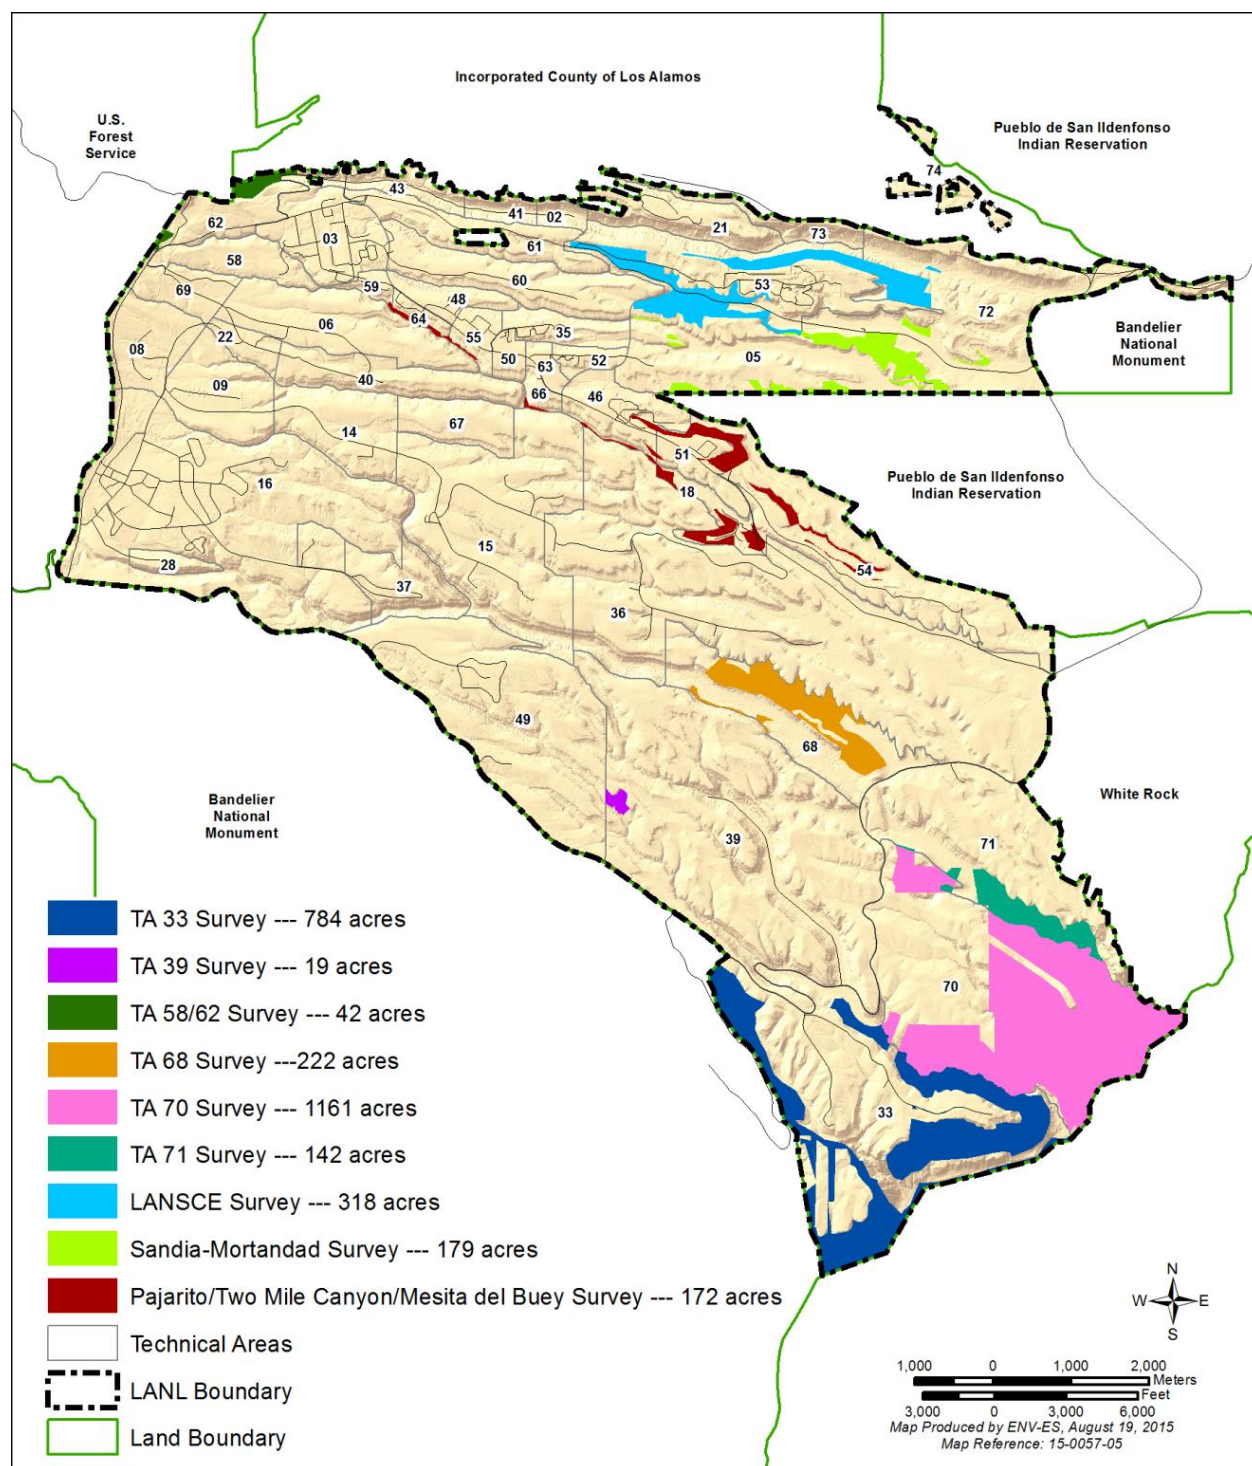 Incorporated County of Los Alamos
U.S.
Forest
Service
Pueblo de San Ildenfonso
Indian Reservation
74
43
62
41
02
21
73
03
61
58
53
60
59
69
48
64
06
72
55
35
22
08
50
52
05
63
Bandelier
National
Monument
09
40
66
46
67
14
51
16
18
Pueblo de San Ildenfonso
Indian Reservation
15
28
37
54
36
49
68
White Rock
Bandelier
National
Monument
39
71
70
33
TA 33 Survey --- 784 acres
TA 39 Survey --- 19 acres
TA 58/62 Survey --- 42 acres
TA 68 Survey ---222 acres
TA 70 Survey --- 1161 acres
TA 71 Survey --- 142 acres
LANSCE Survey --- 318 acres
Sandia-Mortandad Survey --- 179 acres
Pajarito/Two Mile Canyon/Mesita del Buey Survey --- 172 acres
Technical Areas
LANL Boundary
Land Boundary
N
W E
S
1,000 0 1,000 2,000
Meters
Feet
3,000 0 3,000 6,000
Map Produced by ENV-ES, August 19, 2015
Map Reference: 15-0057-05